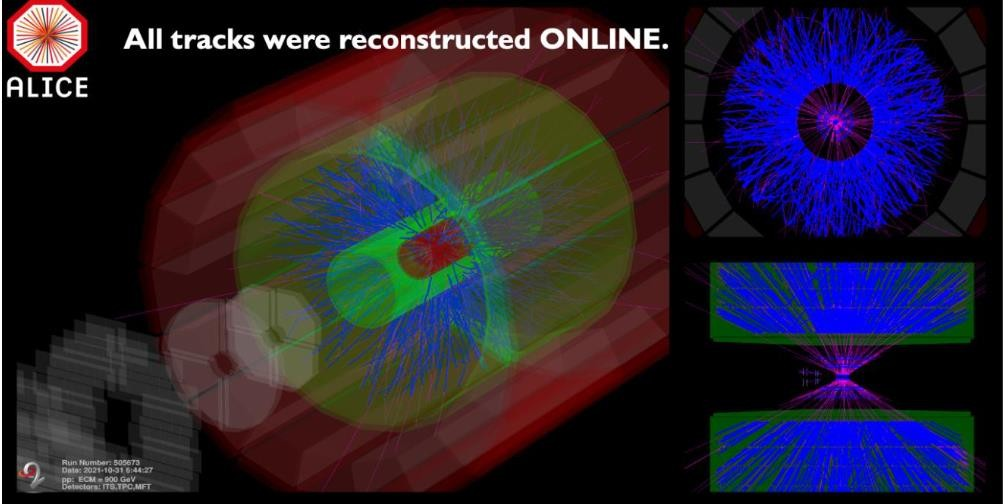 All tracks were reconstructed ONLINE.
ALICE
Run Number: 505673
Date: 2021-10-31 6:44:27
pp: ECM = 900 GeV
Detectors: ITS,TPC,MFT